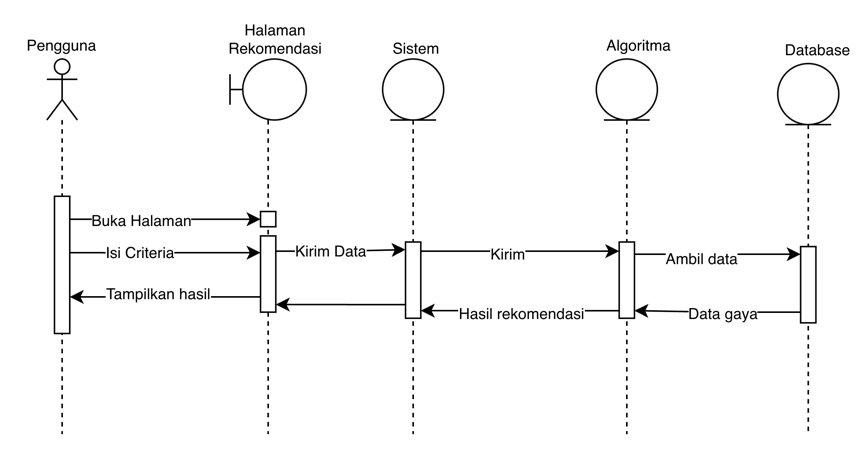 Pengguna
Halaman
Rekomendasi
Sistem
Algoritma
Database
Buka Halaman
Isi Criteria
Kirim Data
Kirim
Ambil data
Tampilkan hasil
Hasil rekomendasi
Data gaya